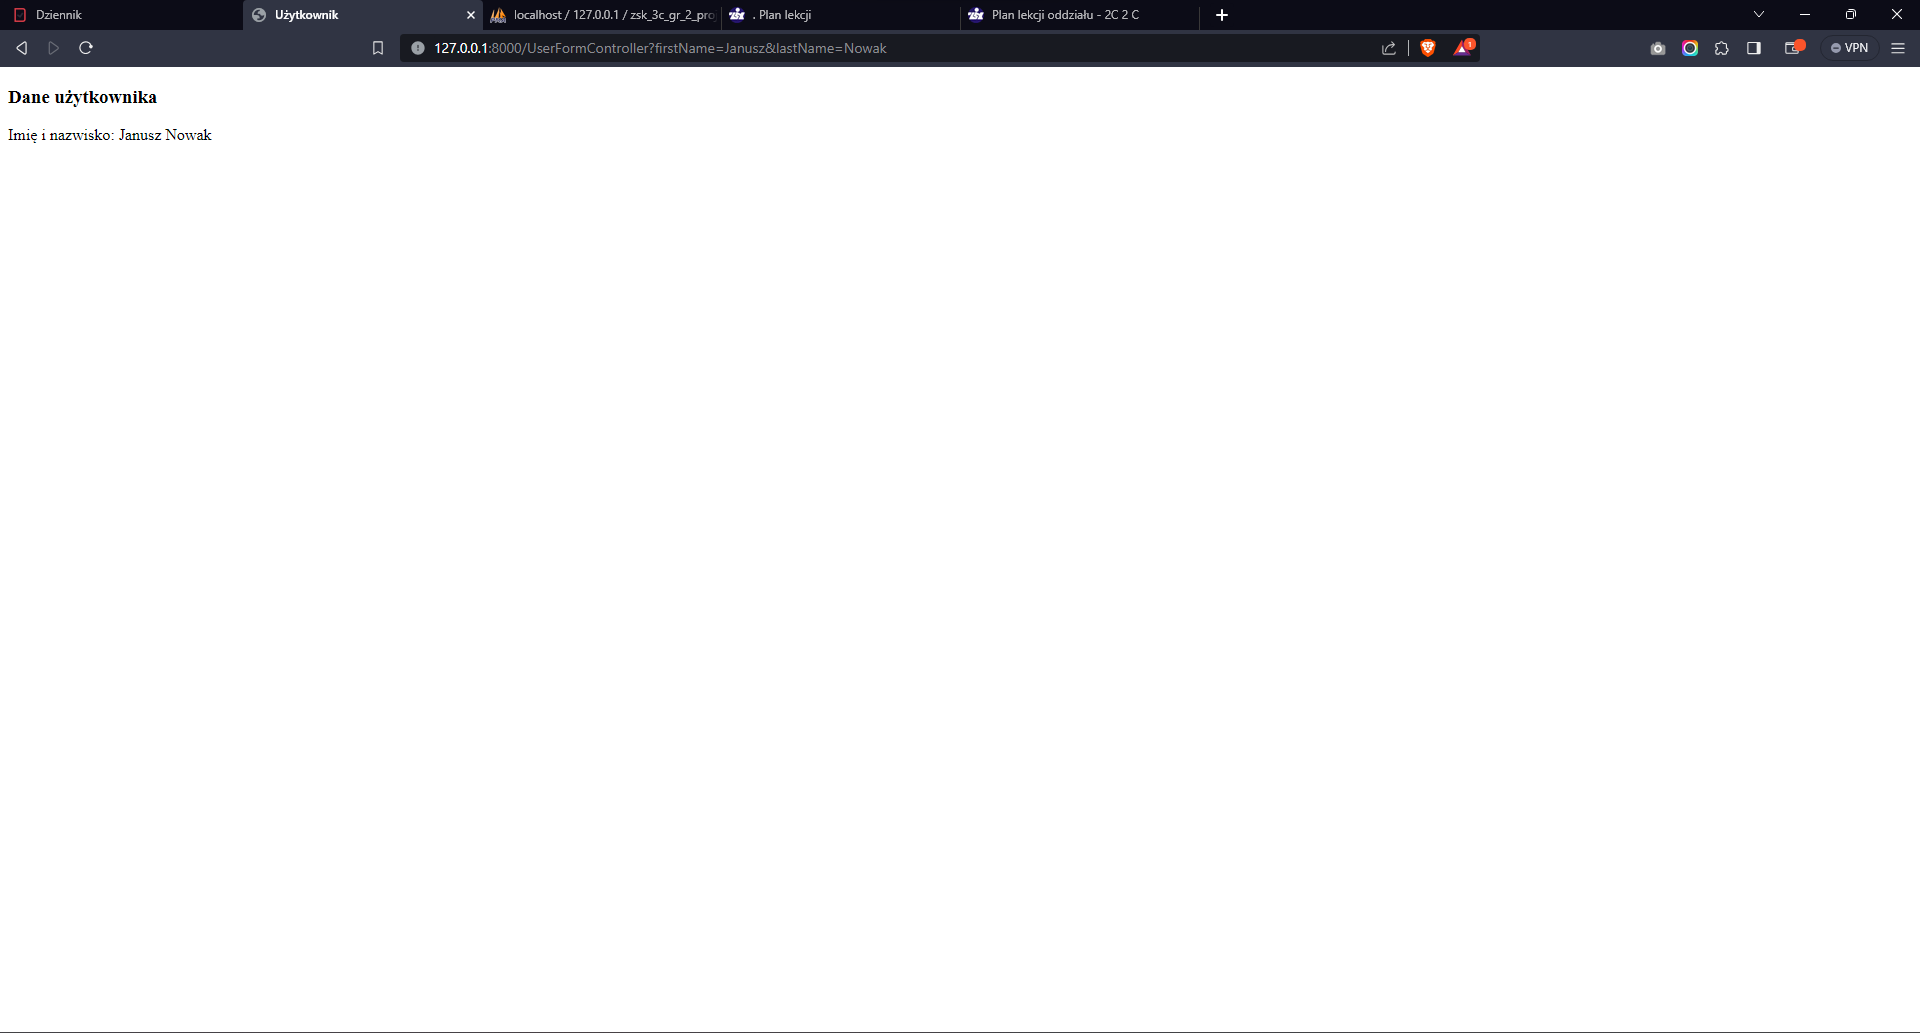 Dziennik
Użytkownik
localhost / 127.0.0.1 / zsk_3c_gr_2_pro
. Plan lekcji
Plan lekcji oddziału - 2C 2 C
127.0.0.1:8000/UserFormController?firstName=Janusz&lastName=Nowak
1
VPN
Dane użytkownika
Imię i nazwisko: Janusz Nowak